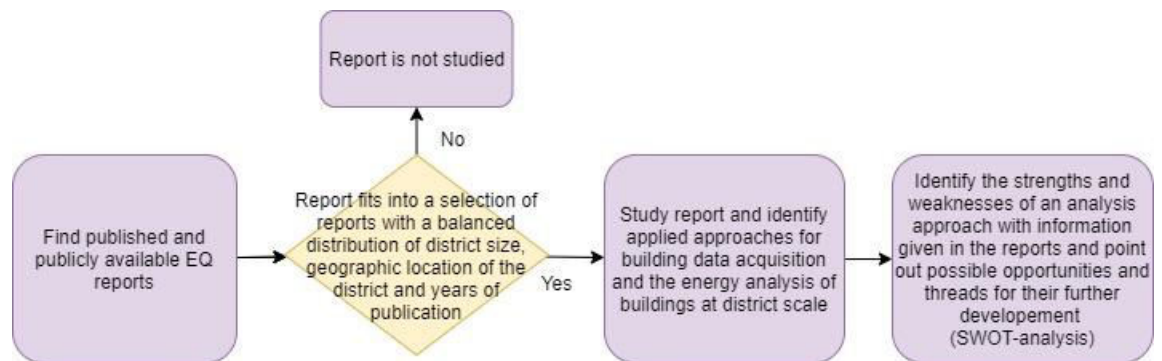 Report is not studied
No
Find published and
publicly available EQ
reports
Report fits into a selection of
reports with a balanced
distribution of district size,
geographic location of the
district and years of
publication
Yes
Study report and identify
applied approaches for
building data acquisition
and the energy analysis of
buildings at district scale
Identify the strengths and
weaknesses of an analysis
approach with information
given in the reports and point
out possible opportunities and
threads for their further
developement
(SWOT-analysis)